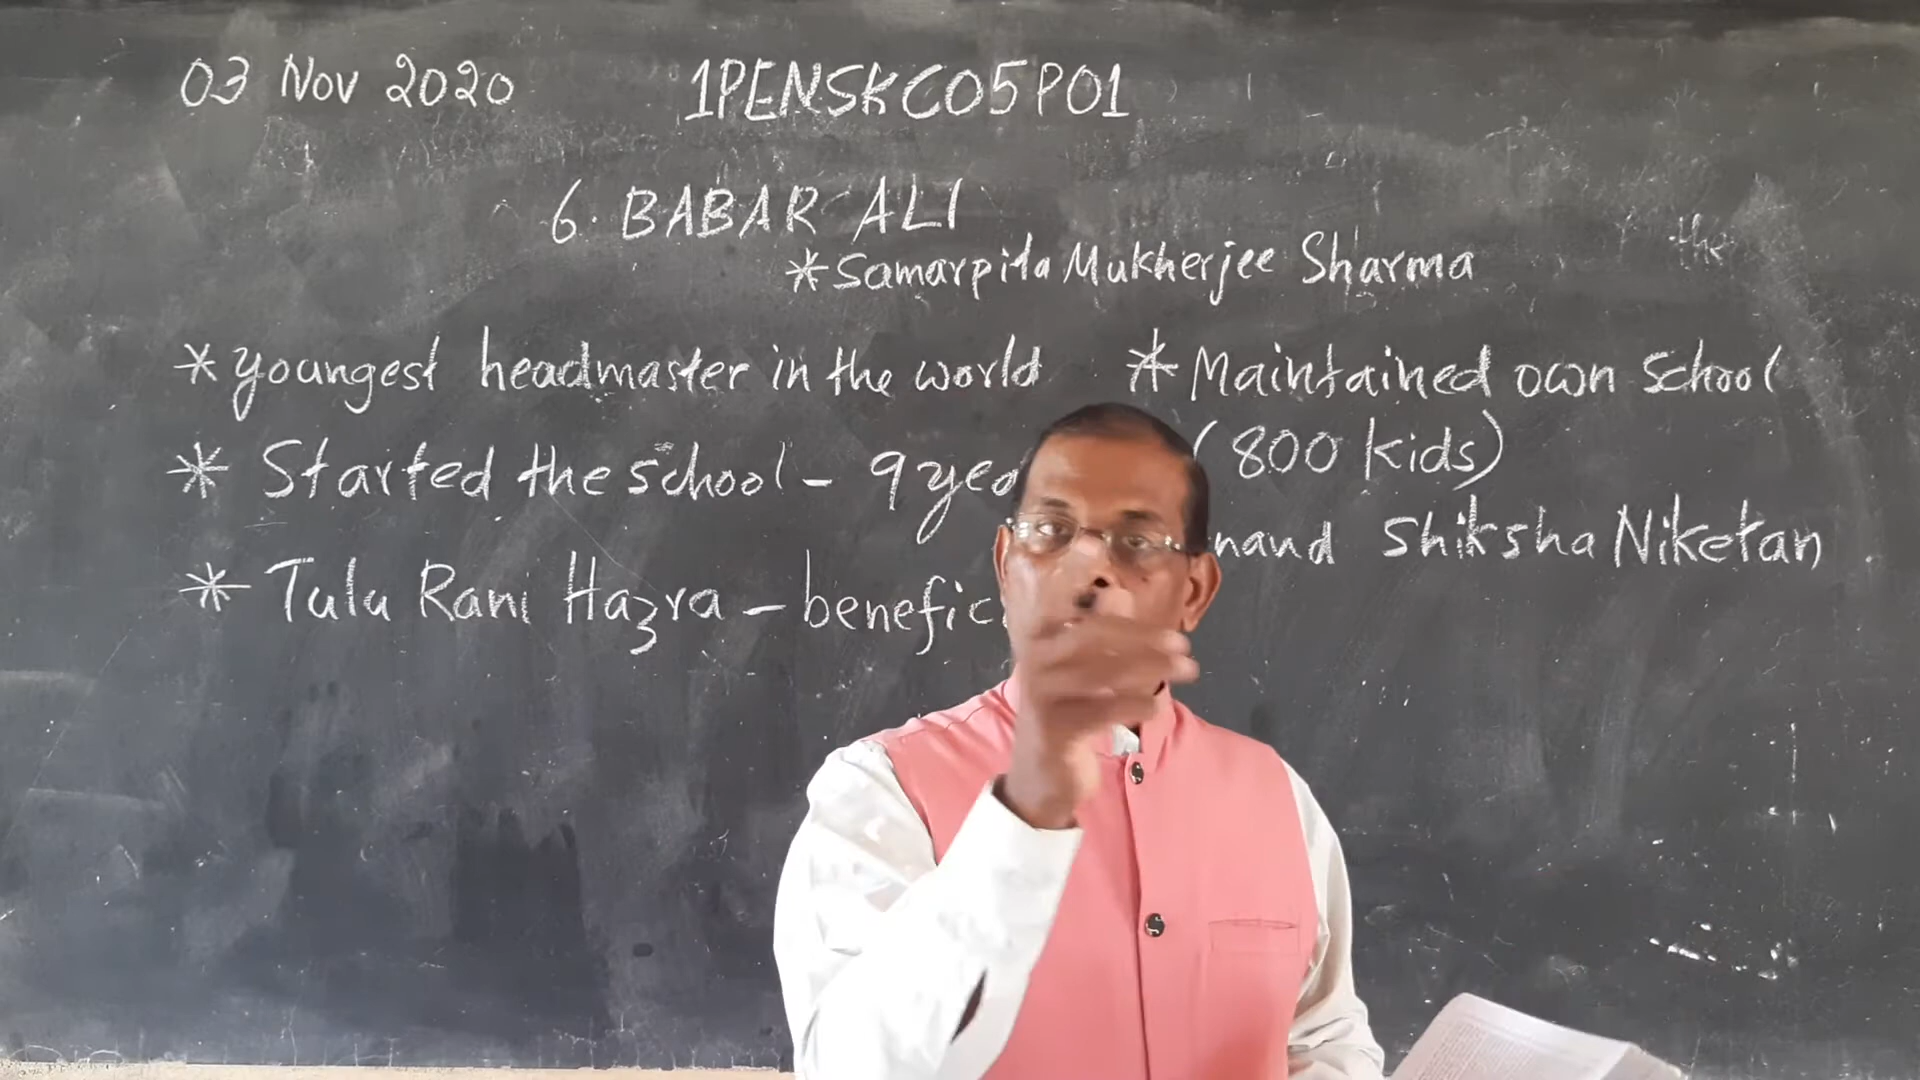 03 Nov 2020 1PENSKC05P01
6. BABAR ALI
*Samarpita Mukherjee Sharma
the
* youngest headmaster in the world
* Started the school - 9 yea
* Tulu Rani Hazra - benefic
* Maintained own school
(800 kids)
nand Shiksha Niketan